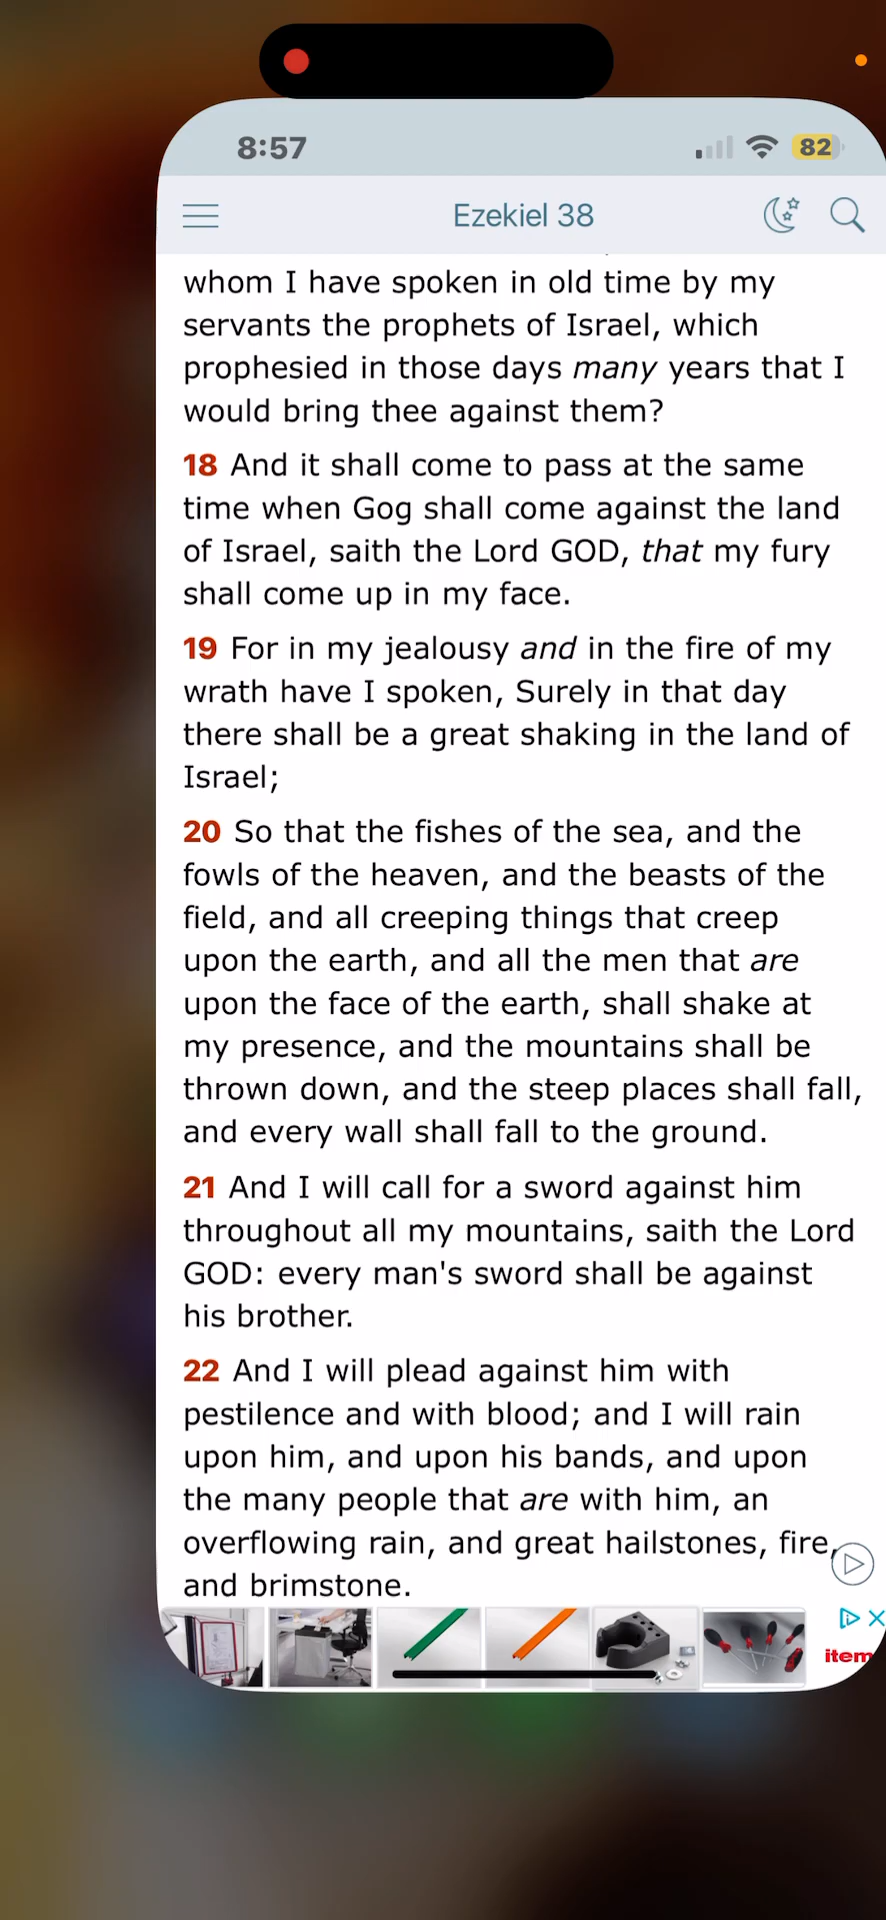 8:57
82
Ezekiel 38
whom I have spoken in old time by my
servants the prophets of Israel, which
prophesied in those days many years that I
would bring thee against them?
18 And it shall come to pass at the same
time when Gog shall come against the land
of Israel, saith the Lord GOD, that my fury
shall come up in my face.
19 For in my jealousy and in the fire of my
wrath have I spoken, Surely in that day
there shall be a great shaking in the land of
Israel;
20 So that the fishes of the sea, and the
fowls of the heaven, and the beasts of the
field, and all creeping things that creep
upon the earth, and all the men that are
upon the face of the earth, shall shake at
my presence, and the mountains shall be
thrown down, and the steep places shall fall,
and every wall shall fall to the ground.
21 And I will call for a sword against him
throughout all my mountains, saith the Lord
GOD: every man's sword shall be against
his brother.
22 And I will plead against him with
pestilence and with blood; and I will rain
upon him, and upon his bands, and upon
the many people that are with him, an
overflowing rain, and great hailstones, fire,
and brimstone.
item